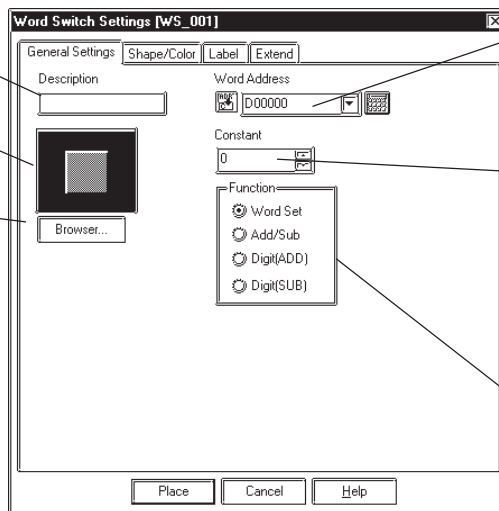 Word Switch Settings [WS_001]
General Settings Shape/Color Label Extend
Description
Word Address
D00000
Constant
0
Browser...
Function
Word Set
Add/Sub
Digit(ADD)
Digit(SUB)
Place Cancel Help